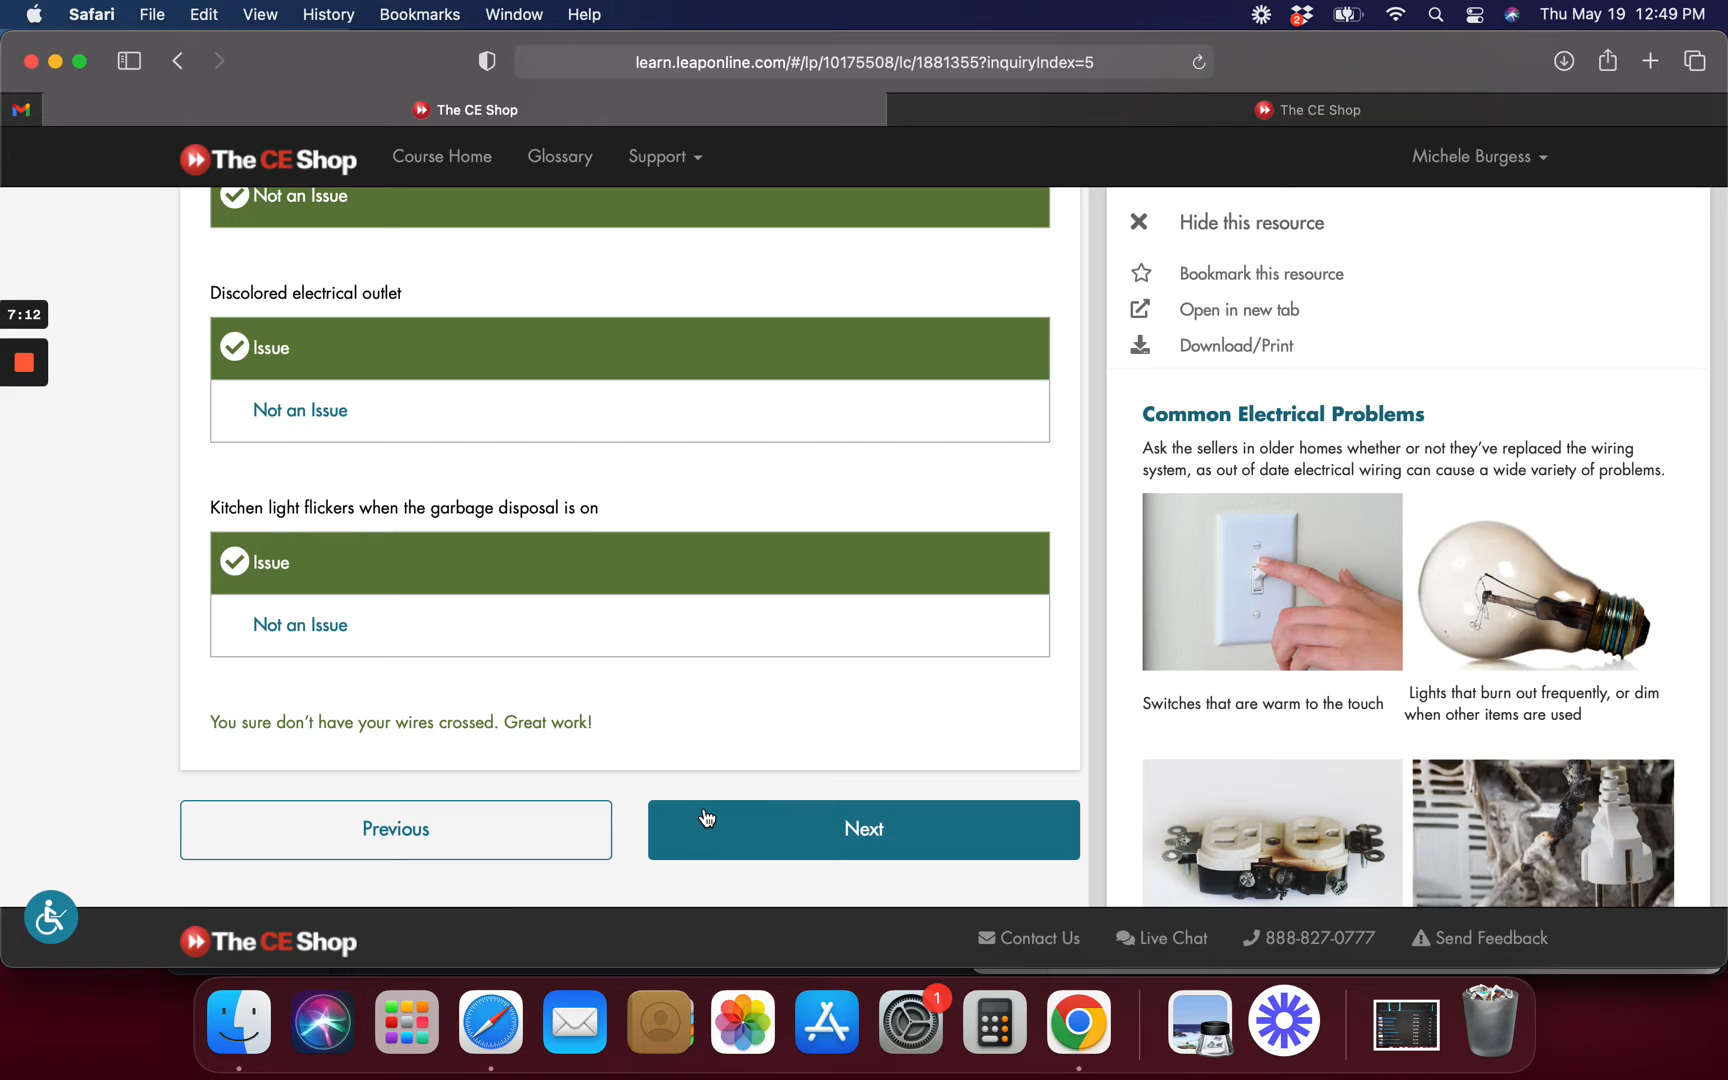 Safari File Edit View History Bookmarks Window Help
2
Thu May 19 12:49 PM
learn.leaponline.com/#/lp/10175508/lc/1881355?inquiryIndex=5
The CE Shop
The CE Shop
The CE Shop
Course Home Glossary Support
Michele Burgess
Not an Issue
Discolored electrical outlet
Issue
Not an Issue
Kitchen light flickers when the garbage disposal is on
Issue
Not an Issue
You sure don't have your wires crossed. Great work!
Previous
Next
7:12
Hide this resource
Bookmark this resource
Open in new tab
Download/Print
Common Electrical Problems
Ask the sellers in older homes whether or not they've replaced the wiring
system, as out of date electrical wiring can cause a wide variety of problems.
Switches that are warm to the touch
Lights that burn out frequently, or dim
when other items are used
The CE Shop
Contact Us Live Chat 888-827-0777 Send Feedback
1